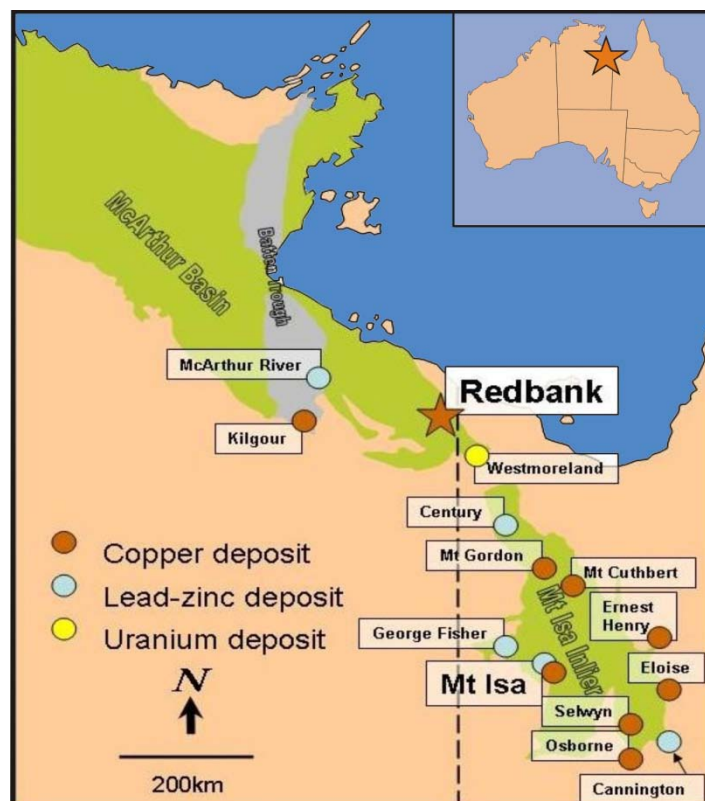 McArthur Basin
Batten Trough
McArthur River
Kilgour
Redbank
Westmoreland
Century
Mt Gordon
Mt Cuthbert
Ernest
Henry
George Fisher
Mt Isa Inlier
Eloise
Mt Isa
Selwyn
Osborne
Cannington
Copper deposit
Lead-zinc deposit
Uranium deposit
N
200km